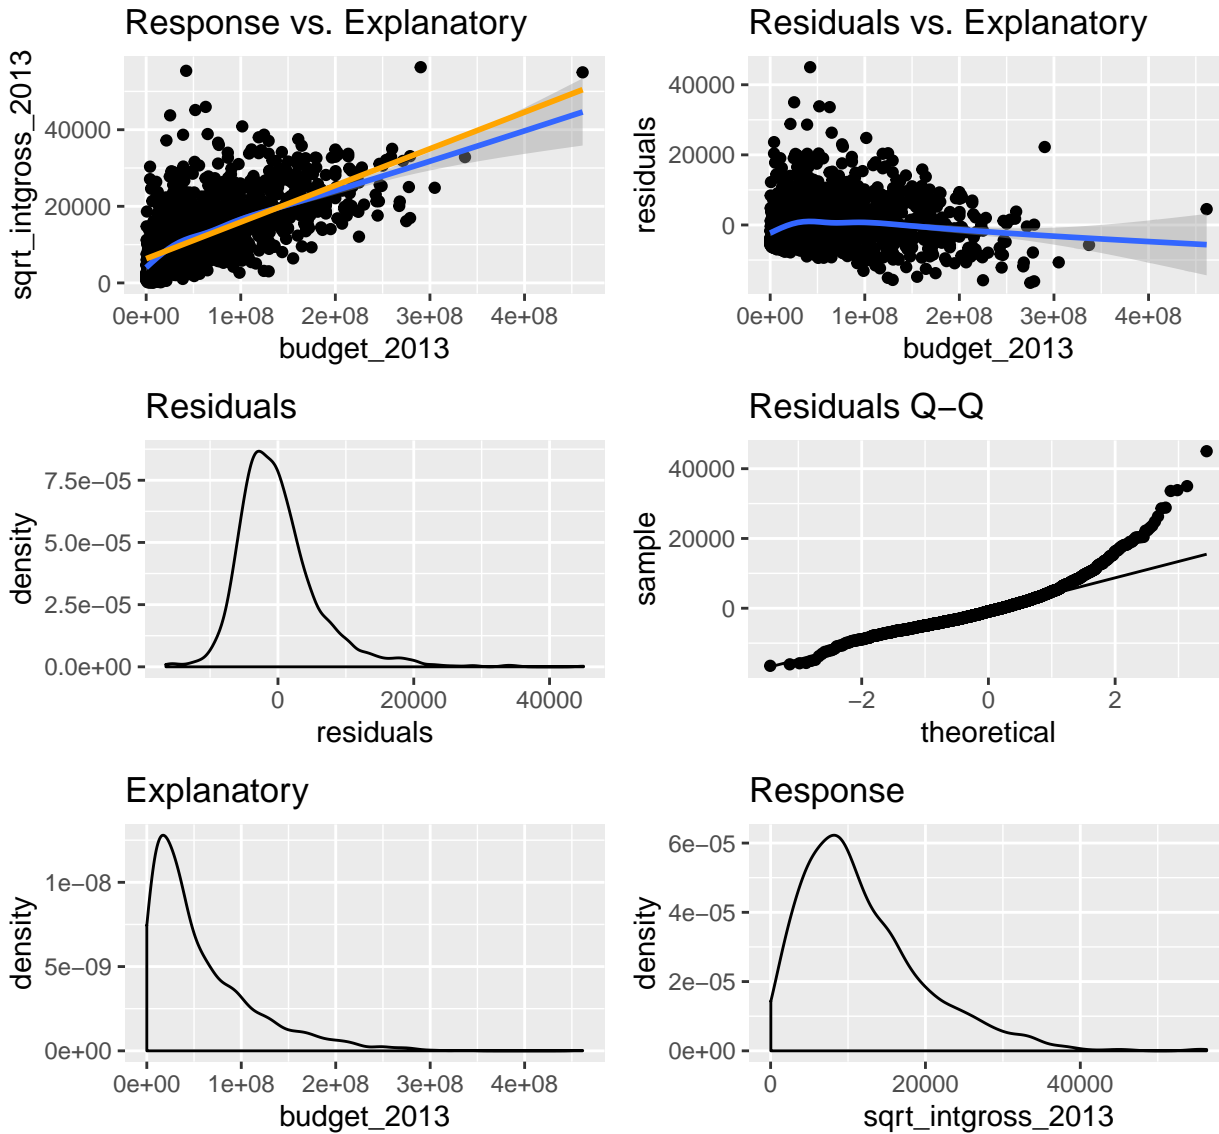 Response vs. Explanatory
sqrt_intgross_2013
40000
20000
0
0e+00 1e+08 2e+08 3e+08 4e+08
budget_2013
Residuals vs. Explanatory
residuals
40000
20000
0
0e+00 1e+08 2e+08 3e+08 4e+08
budget_2013
Residuals
density
7.5e−05
5.0e−05
2.5e−05
0.0e+00
0 20000 40000
residuals
Residuals Q−Q
sample
40000
20000
0
−2 0 2
theoretical
Explanatory
density
1e−08
5e−09
0e+00
0e+00 1e+08 2e+08 3e+08 4e+08
budget_2013
Response
density
6e−05
4e−05
2e−05
0e+00
0 20000 40000
sqrt_intgross_2013